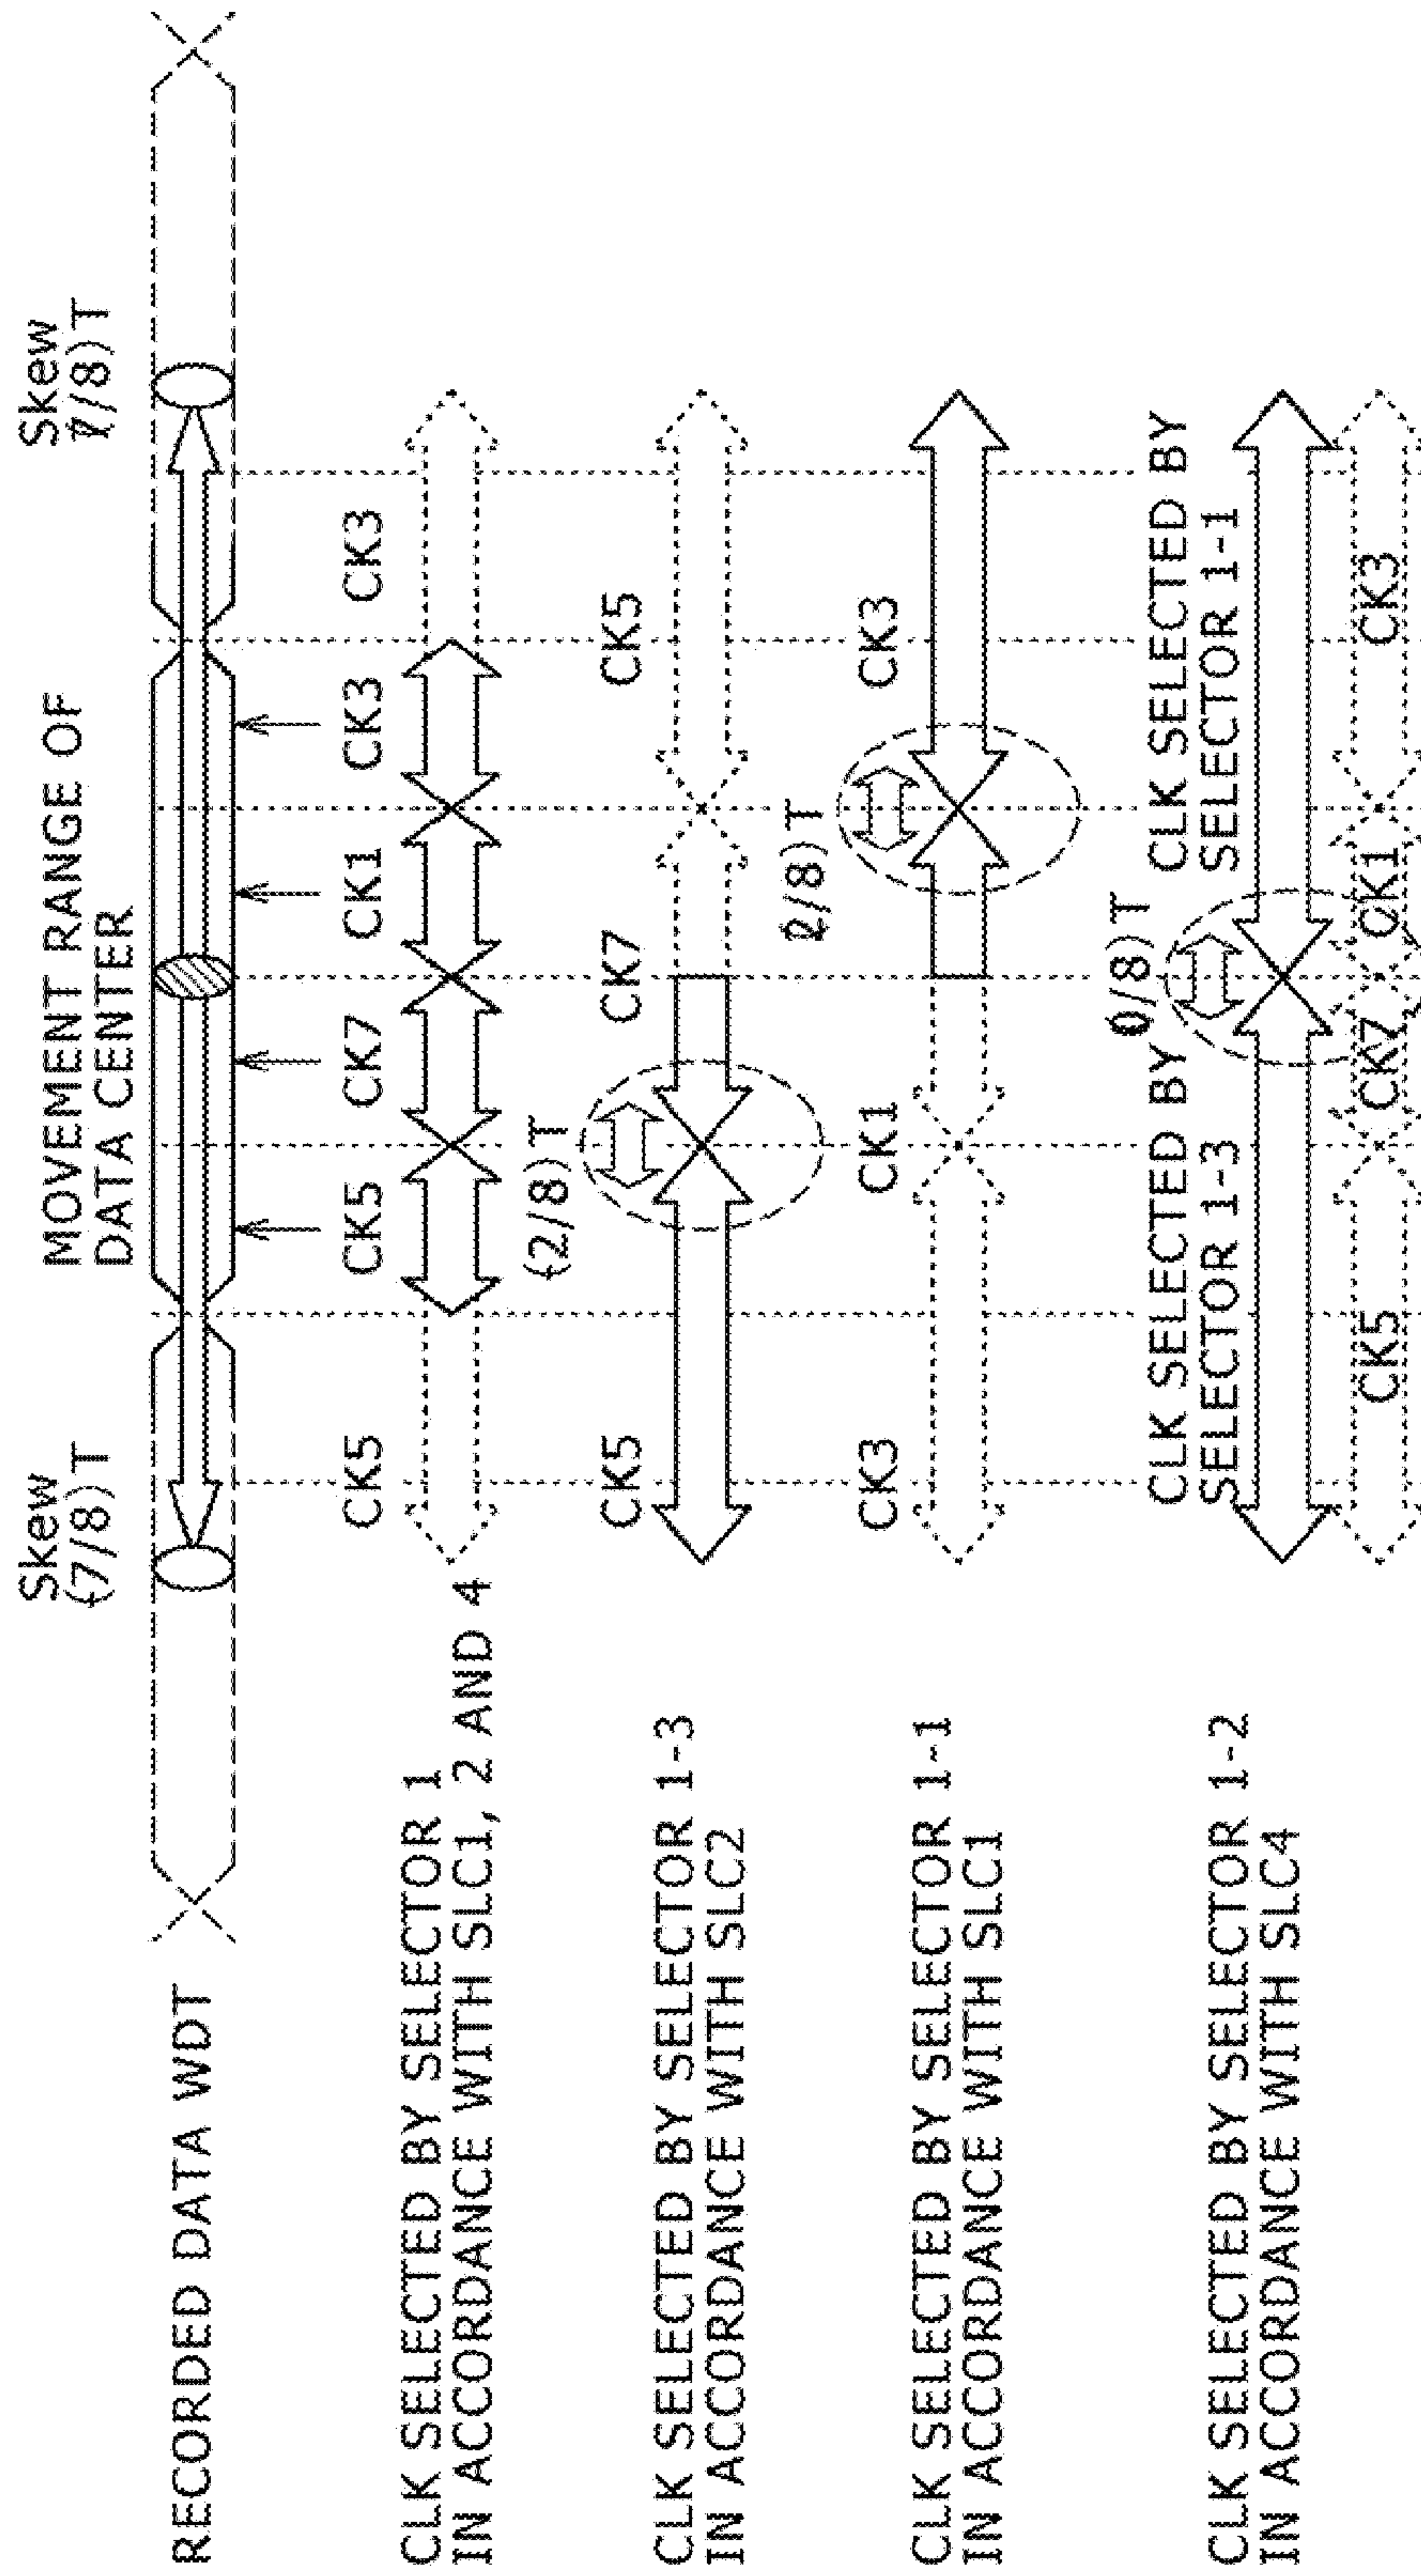 Skew
(7/8)T
MOVEMENT RANGE OF
DATA CENTER
Skew
7/8)T
RECORDED DATA WDT
CLK SELECTED BY SELECTOR 1
IN ACCORDANCE WITH SLC1, 2 AND 4
CK5
CK5
CK7
CK1
CK3
CK3
CLK SELECTED BY SELECTOR 1-3
IN ACCORDANCE WITH SLC2
(2/8)T
CK5
CK7
CK5
CLK SELECTED BY SELECTOR 1-1
IN ACCORDANCE WITH SLC1
2/8)T
CK3
CK1
CK3
CLK SELECTED BY SELECTOR 1-2
IN ACCORDANCE WITH SLC4
0/8)T
CLK SELECTED BY
SELECTOR 1-3
CLK SELECTED BY
SELECTOR 1-1
CK5
CK7
CK1
CK3